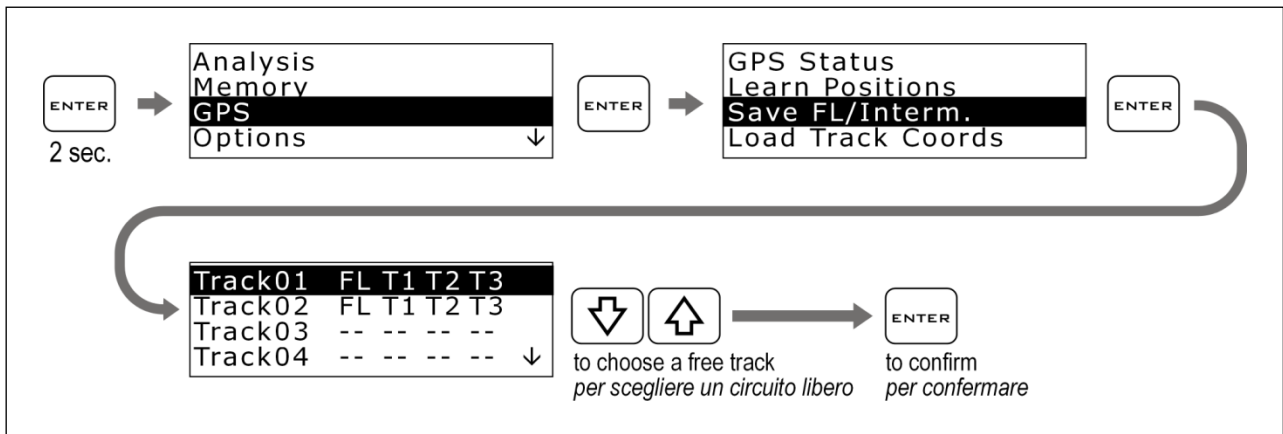 ENTER
2 sec.
Analysis
Memory
GPS
Options ↓
ENTER
GPS Status
Learn Positions
Save FL/Interm.
Load Track Coords
ENTER
Track01 FL T1 T2 T3
Track02 FL T1 T2 T3
Track03 -- -- -- --
Track04 -- -- -- -- ↓
to choose a free track
per scegliere un circuito libero
ENTER
to confirm
per confermare